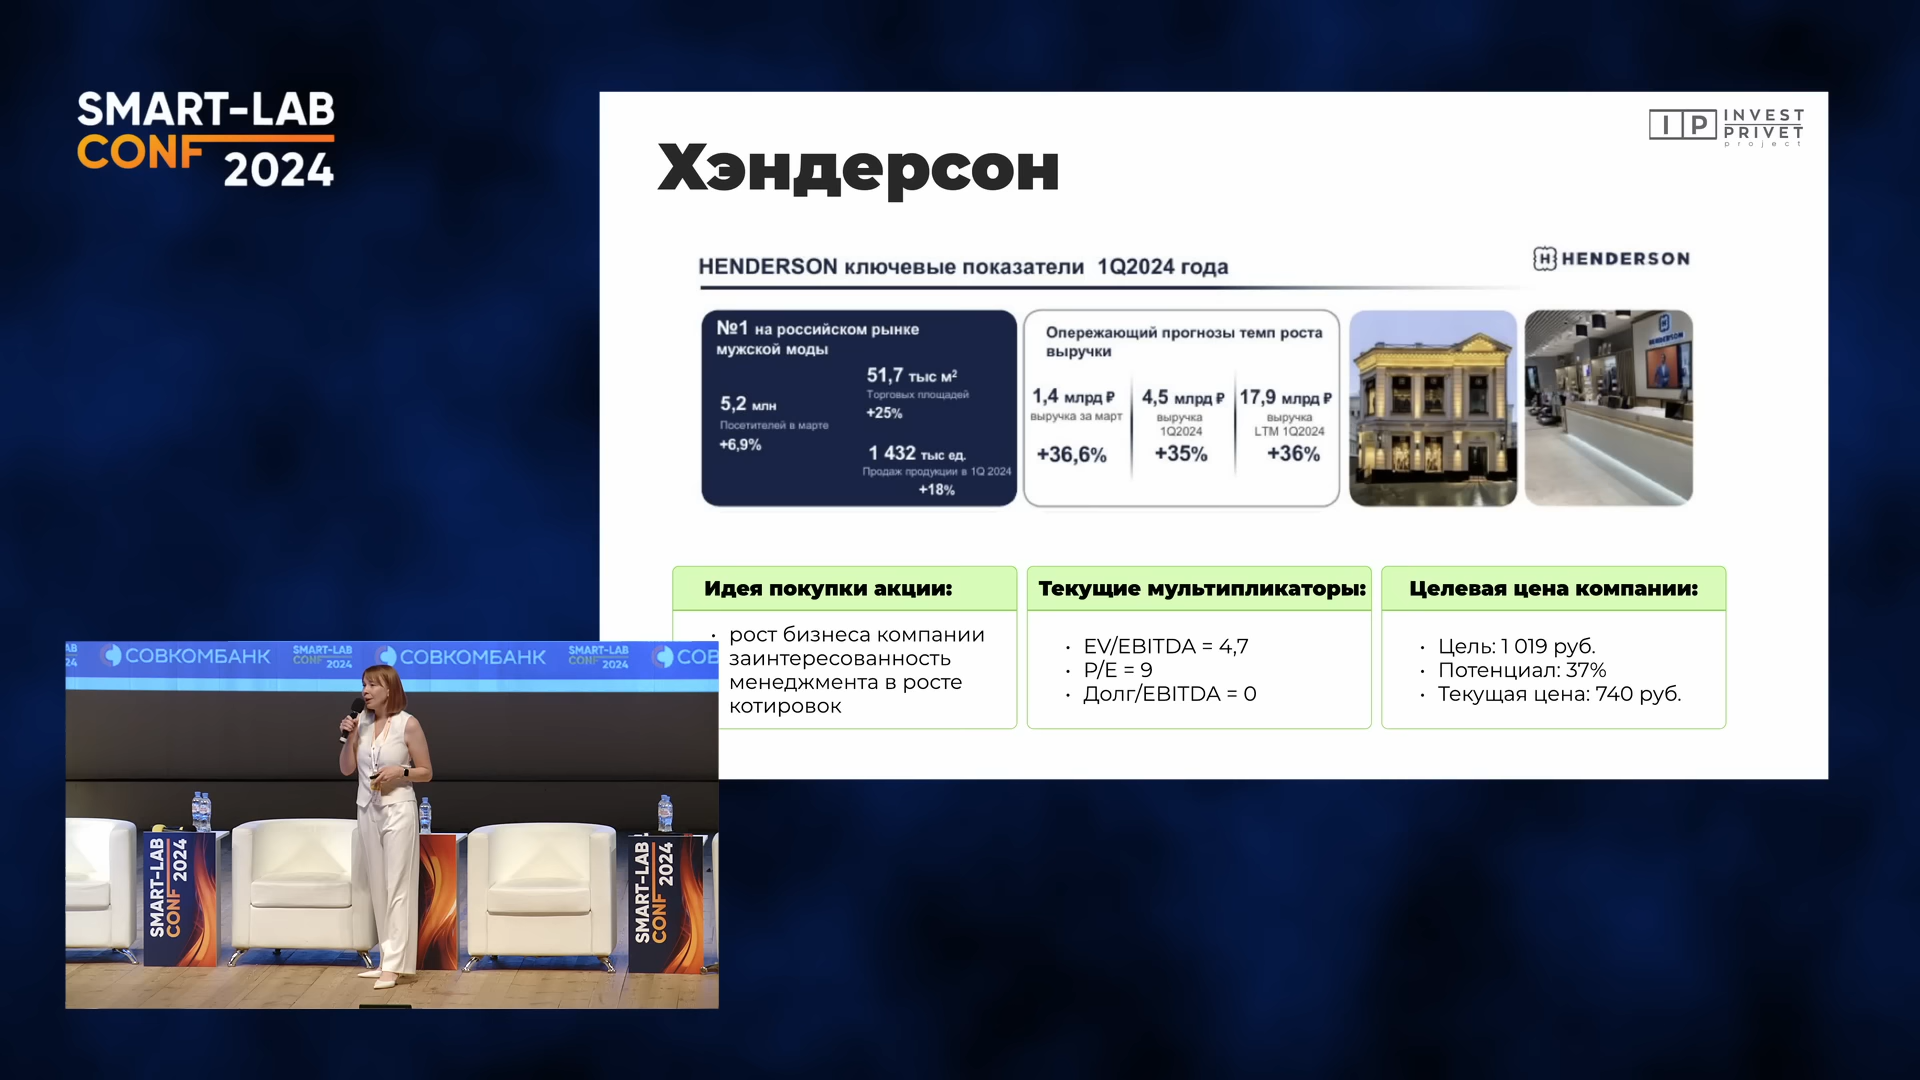 SMART-LAB
CONF 2024
INVEST
PRIVET
project
IP
Хэндерсон
HENDERSON ключевые показатели 1Q2024 года
HENDERSON
№1 на российском рынке
мужской моды
5,2 млн
Посетителей в марте
+6,9%
51,7 тыс м²
Торговых площадей
+25%
1 432 тыс ед.
Продаж продукции в 1Q 2024
+18%
Опережающий прогнозы темп роста
выручки
1,4 млрд ₽
выручка за март
+36,6%
4,5 млрд ₽
выручка
1Q2024
+35%
17,9 млрд ₽
выручка
LTM 1Q2024
+36%
HENDERSON
Идея покупки акции:
• рост бизнеса компании
заинтересованность
менеджмента в росте
котировок
Текущие мультипликаторы:
• EV/EBITDA = 4,7
• P/E = 9
• Долг/EBITDA = 0
Целевая цена компании:
• Цель: 1 019 руб.
• Потенциал: 37%
• Текущая цена: 740 руб.
AB
24
СОВКОМБАНК
SMART-LAB
CONF 2024
СОВКОМБАНК
SMART-LAB
CONF 2024
СОВ
SMART-LAB
CONF 2024
SMART-LAB
CONF 2024